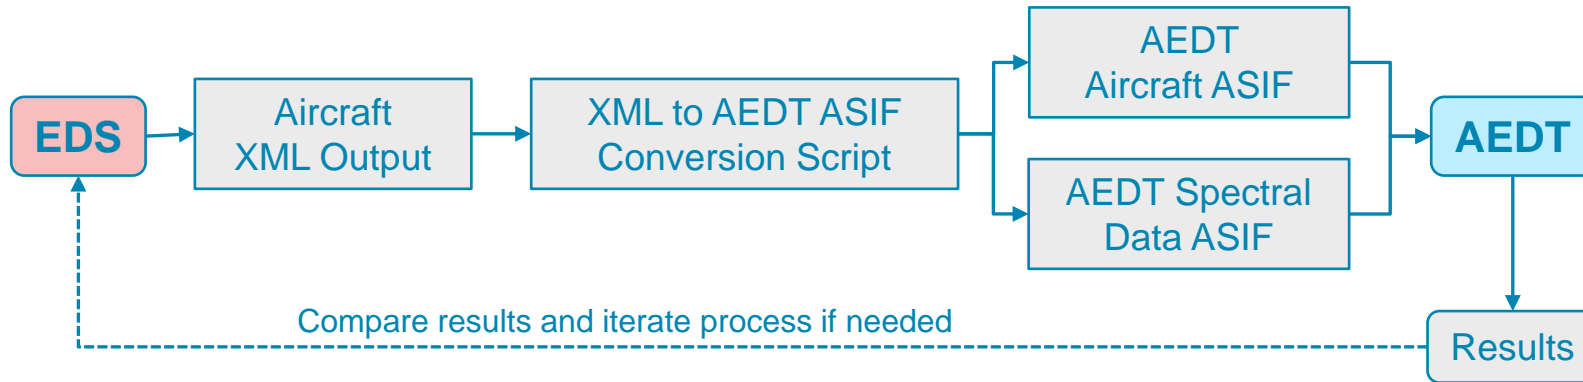 EDS
Aircraft
XML Output
XML to AEDT ASIF
Conversion Script
AEDT
Aircraft ASIF
AEDT Spectral
Data ASIF
AEDT
Compare results and iterate process if needed
Results